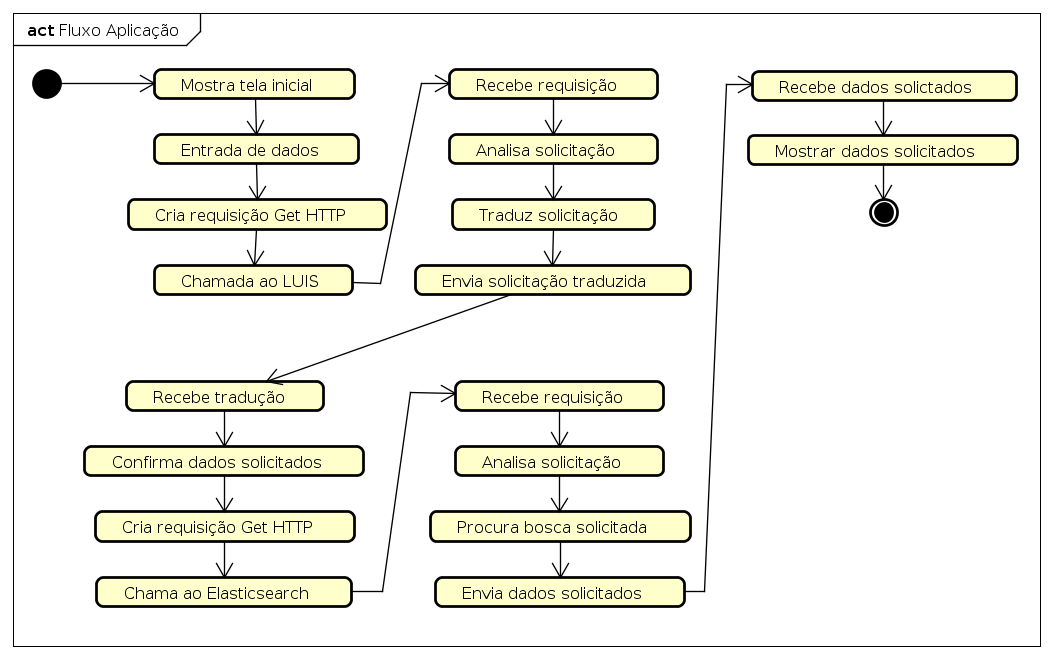 act Fluxo Aplicação
Mostra tela inicial
Entrada de dados
Cria requisição Get HTTP
Chamada ao LUIS
Recebe requisição
Analisa solicitação
Traduz solicitação
Envia solicitação traduzida
Recebe tradução
Confirma dados solicitados
Cria requisição Get HTTP
Chama ao Elasticsearch
Recebe requisição
Analisa solicitação
Procura bosca solicitada
Envia dados solicitados
Recebe dados solictados
Mostrar dados solicitados